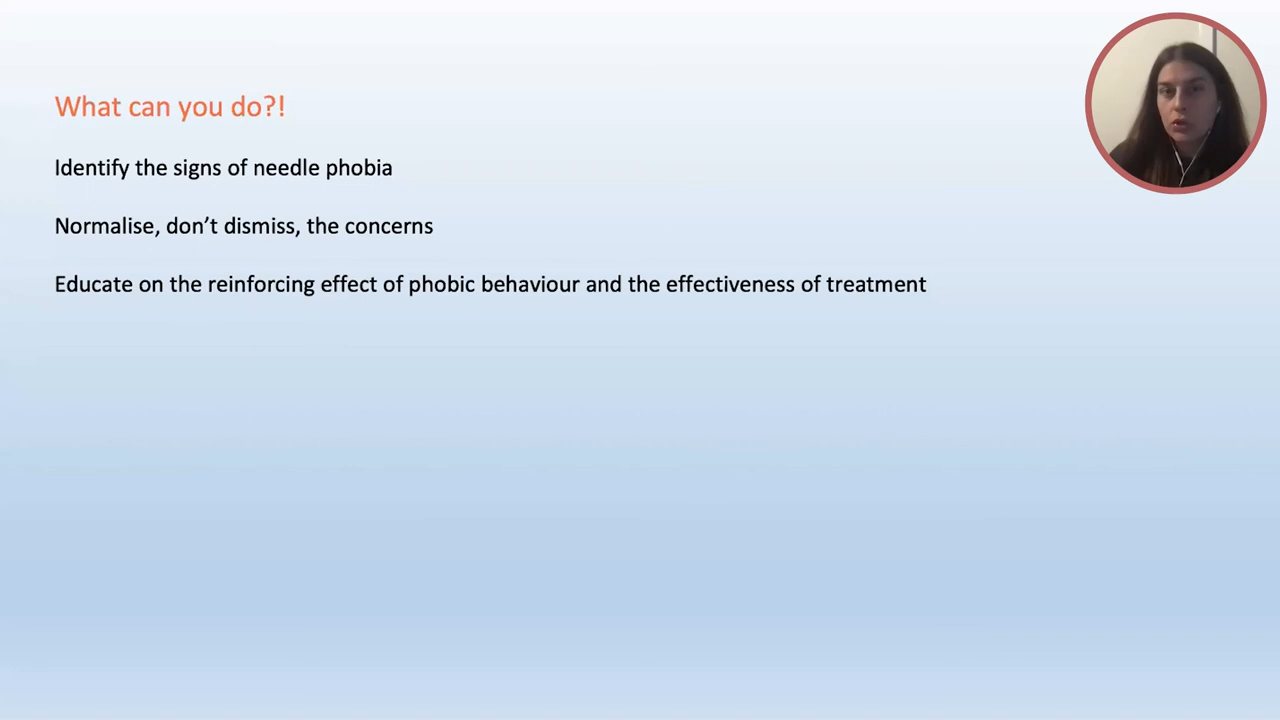 What can you do?!
Identify the signs of needle phobia
Normalise, don’t dismiss, the concerns
Educate on the reinforcing effect of phobic behaviour and the effectiveness of treatment